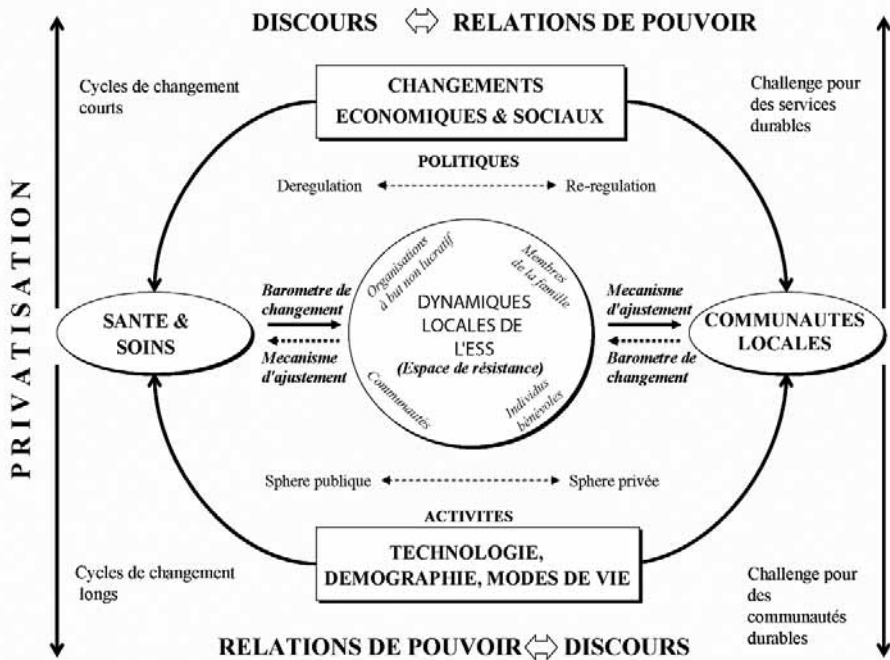 DISCOURS ⇔ RELATIONS DE POUVOIR
Cycles de changement
courts
CHANGEMENTS
ECONOMIQUES & SOCIAUX
Challenge pour
des services
durables
POLITIQUES
Deregulation
Re-regulation
PRIVATISATION
Organisations
à but non lucratif
Membres
de la famille
SANTE &
SOINS
Barometre de
changement
Mecanisme
d'ajustement
DYNAMIQUES
LOCALES DE
L'ESS
(Espace de résistance)
Mecanisme
d'ajustement
Barometre de
changement
COMMUNAUTES
LOCALES
Communautés
Individus
bénévoles
Sphere publique
Sphere privée
ACTIVITES
TECHNOLOGIE,
DEMOGRAPHIE, MODES DE VIE
Cycles de changement
longs
Challenge pour
des
communautés
durables
RELATIONS DE POUVOIR ⇔ DISCOURS